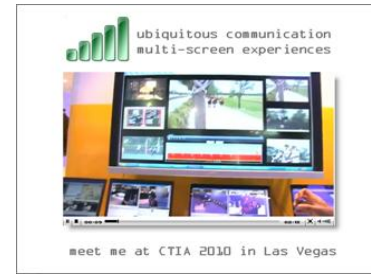 ubiquitous communication
multi-screen experiences
meet me at CTIA 2010 in Las Vegas